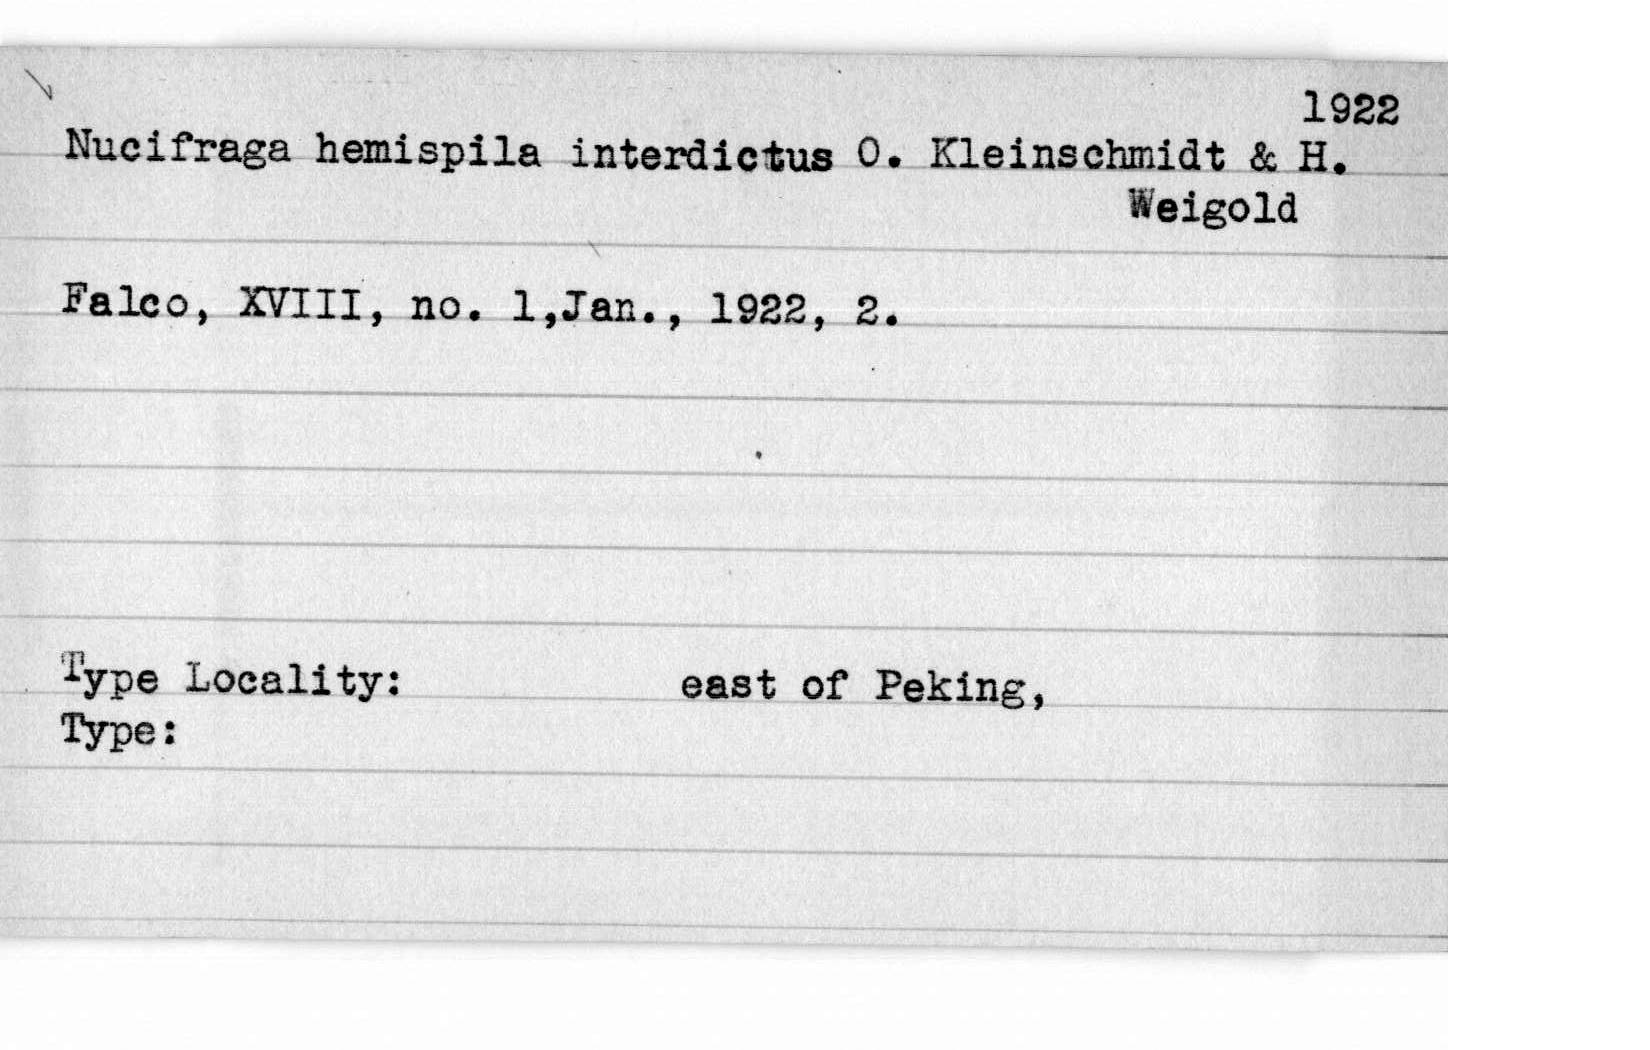 1922
Nucifraga hemispila interdictus O. Kleinschmidt & H.
Weigold
Falco, XVIII, no. 1,Jan., 1922, 2.
Type Locality: east of Peking,
Type: